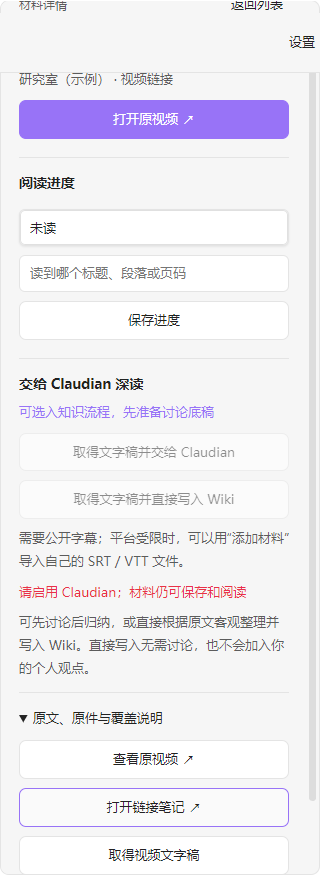 材料详情
返回列表
设置
研究室（示例）· 视频链接
打开原视频 ↗
阅读进度
未读
读到哪个标题、段落或页码
保存进度
交给 Claudian 深读
可选入知识流程，先准备讨论底稿
取得文字稿并交给 Claudian
取得文字稿并直接写入 Wiki
需要公开字幕；平台受限时，可以用“添加材料”
导入自己的 SRT / VTT 文件。
请启用 Claudian；材料仍可保存和阅读
可先讨论后归纳，或直接根据原文客观整理并
写入 Wiki。直接写入无需讨论，也不会加入你
的个人观点。
▼ 原文、原件与覆盖说明
查看原视频 ↗
打开链接笔记 ↗
取得视频文字稿